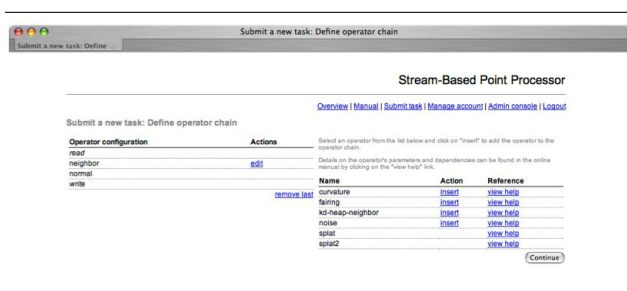 Submit a new task: Define operator chain
Submit a new task: Define ...
Stream-Based Point Processor
Overview | Manual | Submit task | Manage account | Admin console | Logout
Submit a new task: Define operator chain
Operator configuration Actions
read
neighbor edit
normal
write
remove last
Select an operator from the list below and click on "insert" to add the operator to the
operator chain.
Details on the operator's parameters and dependencies can be found in the online
manual by clicking on the "view help" link.
Name Action Reference
curvature insert view help
fairing insert view help
kd-heap-neighbor insert view help
noise insert view help
splat view help
splat2 view help
Continue